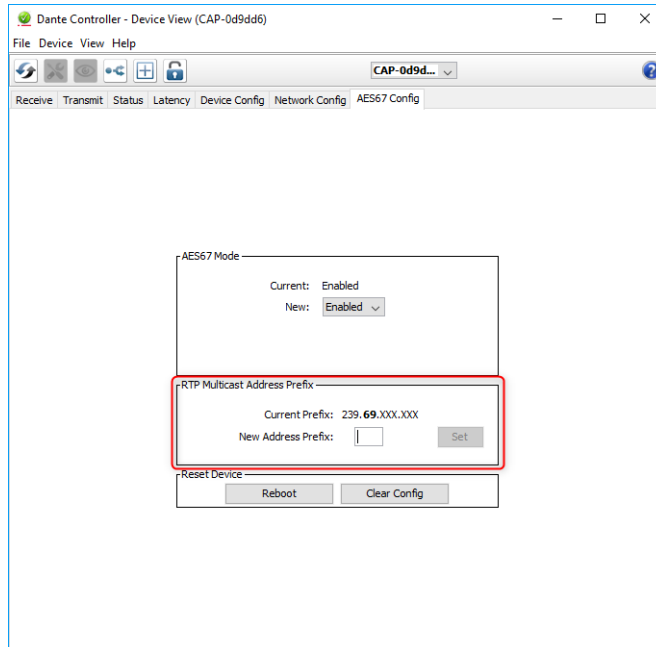 Dante Controller - Device View (CAP-0d9dd6)
File Device View Help
CAP-0d9d...
Receive Transmit Status Latency Device Config Network Config AES67 Config
AES67 Mode
Current: Enabled
New: Enabled
RTP Multicast Address Prefix
Current Prefix: 239.69.XXX.XXX
New Address Prefix: Set
Reset Device
Reboot Clear Config